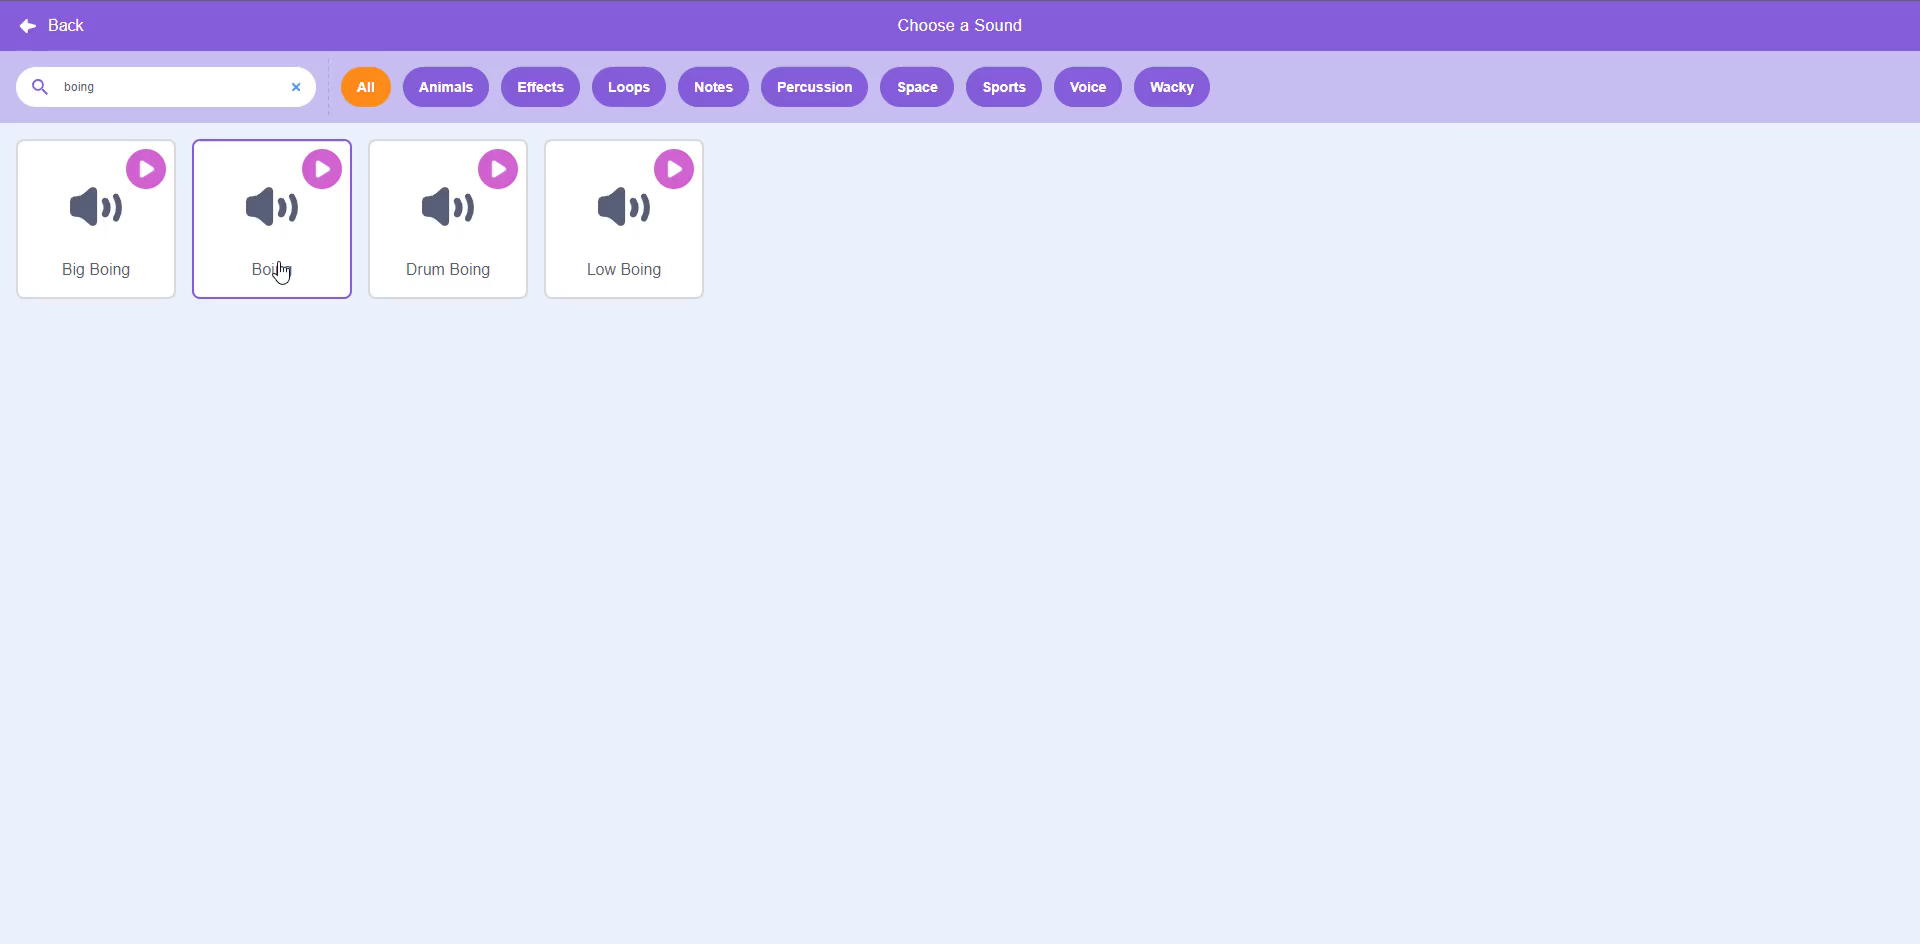 Back
Choose a Sound
boing
All
Animals
Effects
Loops
Notes
Percussion
Space
Sports
Voice
Wacky
Big Boing
Boing
Drum Boing
Low Boing